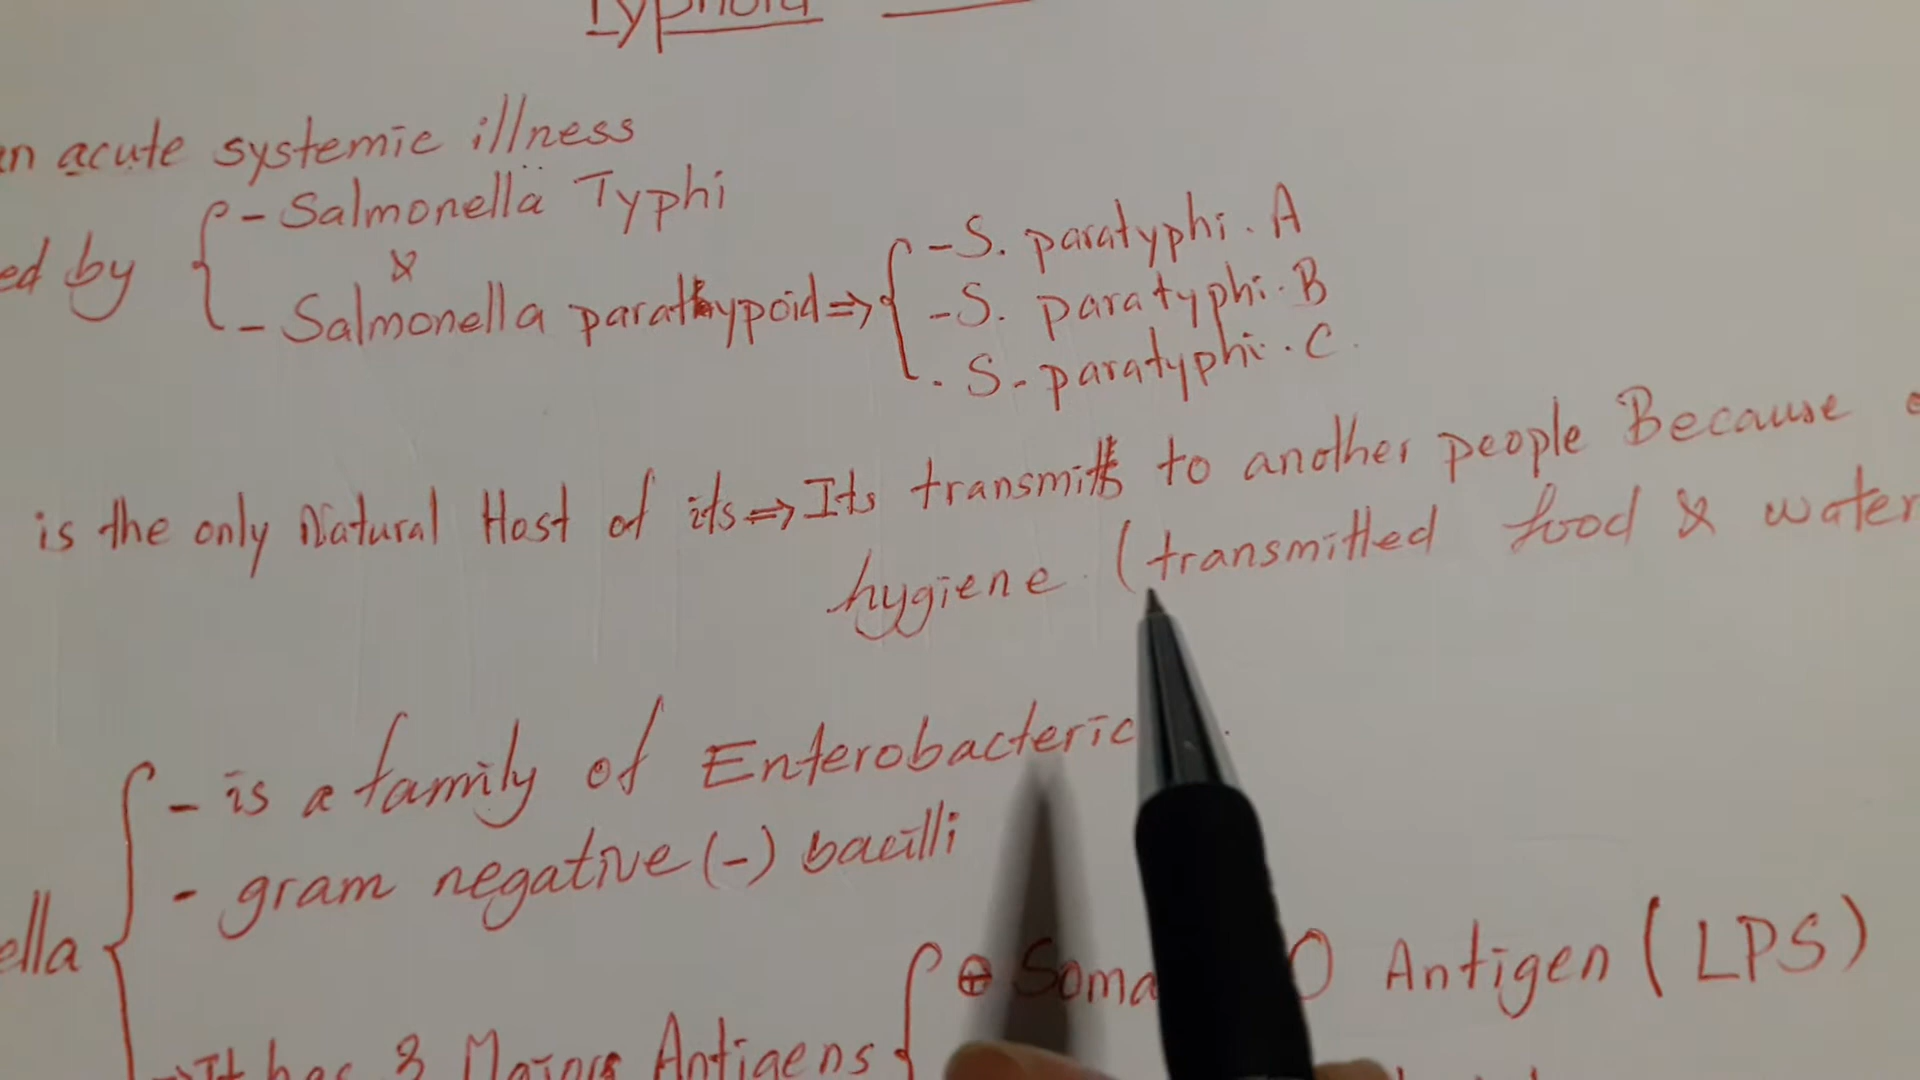 Typhoid
an acute systemic illness
ed by - Salmonella Typhi
&
- Salmonella parathypoid ⇒ - S. paratyphi. A
- S. paratyphi. B
. S- paratyphi. C.
is the only Natural Host of its ⇒ Its transmitts to another people Because
hygiene. (transmitted food & water
- is a family of Enterobacteric
- gram negative (-) bacilli
ella
⊕ Soma O Antigen (LPS)
→It has 3 Majors Antigens